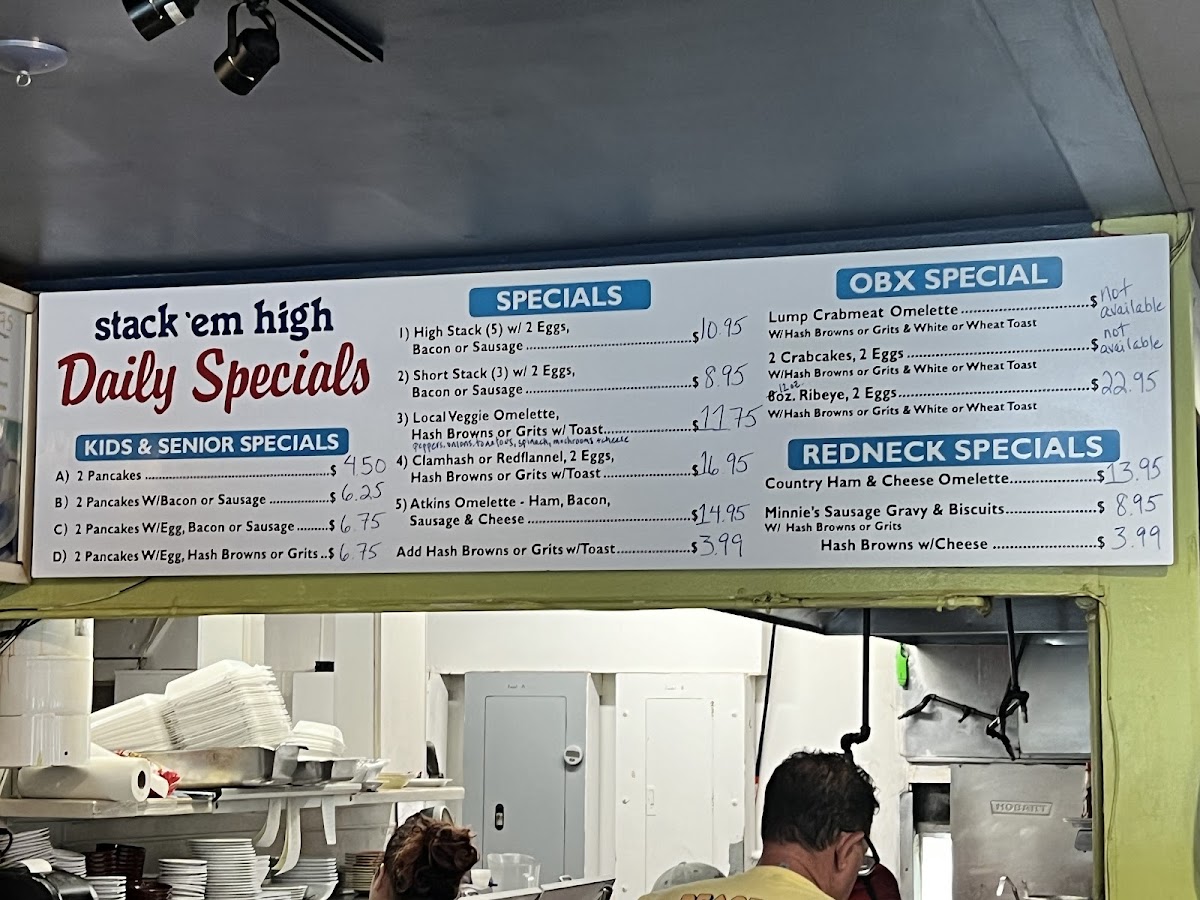 stack 'em high
Daily Specials
KIDS & SENIOR SPECIALS
A) 2 Pancakes ........ $ 4.50
B) 2 Pancakes W/Bacon or Sausage ........ $ 6.25
C) 2 Pancakes W/Egg, Bacon or Sausage ........ $ 6.75
D) 2 Pancakes W/Egg, Hash Browns or Grits .. $ 6.75
SPECIALS
1) High Stack (5) w/ 2 Eggs,
Bacon or Sausage ........ $ 10.95
2) Short Stack (3) w/ 2 Eggs,
Bacon or Sausage ........ $ 8.95
3) Local Veggie Omelette,
Hash Browns or Grits w/ Toast ........ $ 11.75
peppers, onions, tomatoes, spinach, mushrooms + cheese
4) Clamhash or Redflannel, 2 Eggs,
Hash Browns or Grits w/Toast ........ $ 16.95
5) Atkins Omelette - Ham, Bacon,
Sausage & Cheese ........ $ 14.95
Add Hash Browns or Grits w/Toast ........ $ 3.99
OBX SPECIAL
Lump Crabmeat Omelette ........ $ not available
W/Hash Browns or Grits & White or Wheat Toast
2 Crabcakes, 2 Eggs ........ $ not available
W/Hash Browns or Grits & White or Wheat Toast
12 oz
8oz. Ribeye, 2 Eggs ........ $ 22.95
W/Hash Browns or Grits & White or Wheat Toast
REDNECK SPECIALS
Country Ham & Cheese Omelette ........ $ 13.95
Minnie's Sausage Gravy & Biscuits ........ $ 8.95
W/ Hash Browns or Grits
Hash Browns w/Cheese ........ $ 3.99
HOBART